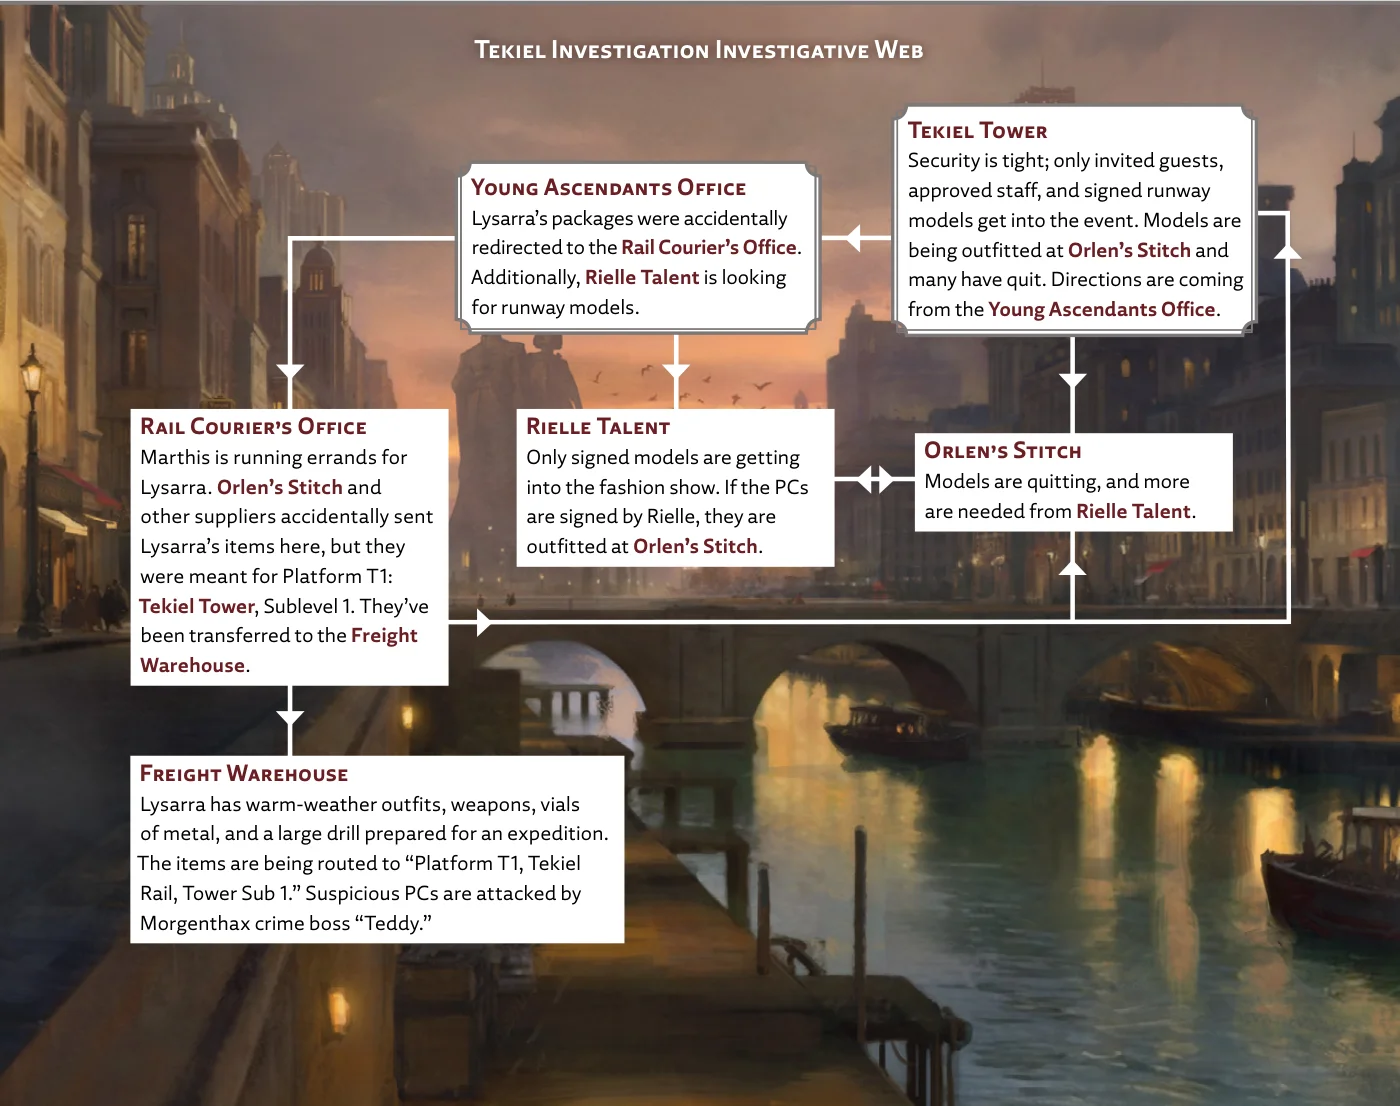 Tekiel Investigation Investigative Web
Tekiel Tower
Security is tight; only invited guests,
approved staff, and signed runway
models get into the event. Models are
being outfitted at Orlen’s Stitch and
many have quit. Directions are coming
from the Young Ascendants Office.
Young Ascendants Office
Lysarra’s packages were accidentally
redirected to the Rail Courier’s Office.
Additionally, Rielle Talent is looking
for runway models.
Rail Courier’s Office
Marthis is running errands for
Lysarra. Orlen’s Stitch and
other suppliers accidentally sent
Lysarra’s items here, but they
were meant for Platform T1:
Tekiel Tower, Sublevel 1. They’ve
been transferred to the Freight
Warehouse.
Rielle Talent
Only signed models are getting
into the fashion show. If the PCs
are signed by Rielle, they are
outfitted at Orlen’s Stitch.
Orlen’s Stitch
Models are quitting, and more
are needed from Rielle Talent.
Freight Warehouse
Lysarra has warm-weather outfits, weapons, vials
of metal, and a large drill prepared for an expedition.
The items are being routed to “Platform T1, Tekiel
Rail, Tower Sub 1.” Suspicious PCs are attacked by
Morgenthax crime boss “Teddy.”